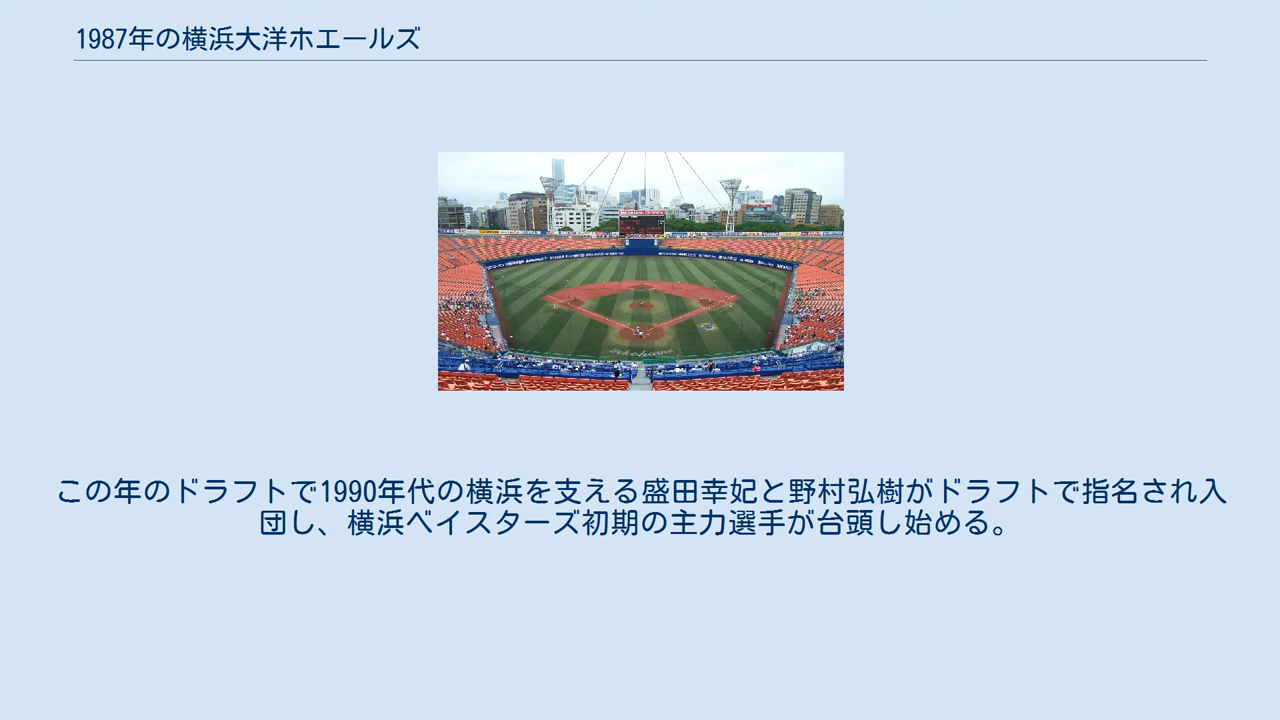 1987年の横浜大洋ホエールズ
Yokohama
この年のドラフトで1990年代の横浜を支える盛田幸妃と野村弘樹がドラフトで指名され入
団し、横浜ベイスターズ初期の主力選手が台頭し始める。